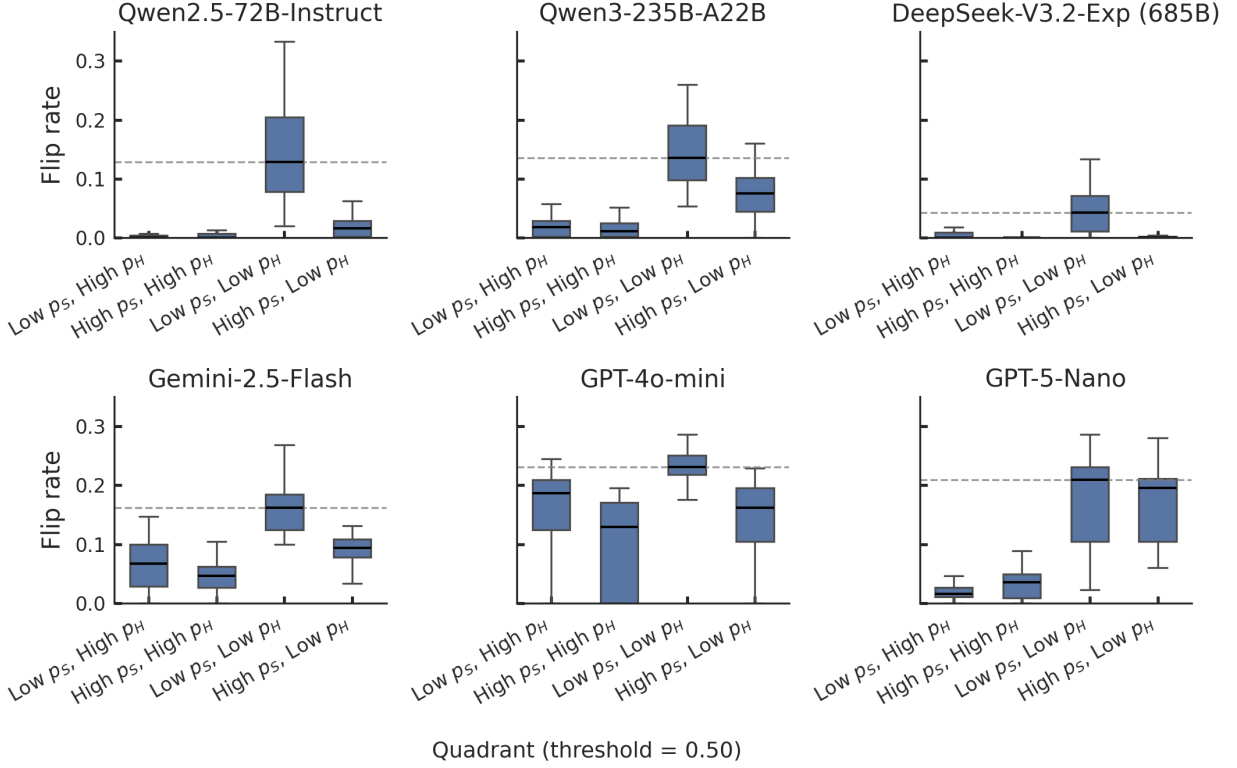 Qwen2.5-72B-Instruct
Qwen3-235B-A22B
DeepSeek-V3.2-Exp (685B)
Flip rate
0.3
0.2
0.1
0.0
Low pS, High pH
High pS, High pH
Low pS, Low pH
High pS, Low pH
Low pS, High pH
High pS, High pH
Low pS, Low pH
High pS, Low pH
Low pS, High pH
High pS, High pH
Low pS, Low pH
High pS, Low pH
Gemini-2.5-Flash
GPT-4o-mini
GPT-5-Nano
Flip rate
0.3
0.2
0.1
0.0
Low pS, High pH
High pS, High pH
Low pS, Low pH
High pS, Low pH
Low pS, High pH
High pS, High pH
Low pS, Low pH
High pS, Low pH
Low pS, High pH
High pS, High pH
Low pS, Low pH
High pS, Low pH
Quadrant (threshold = 0.50)